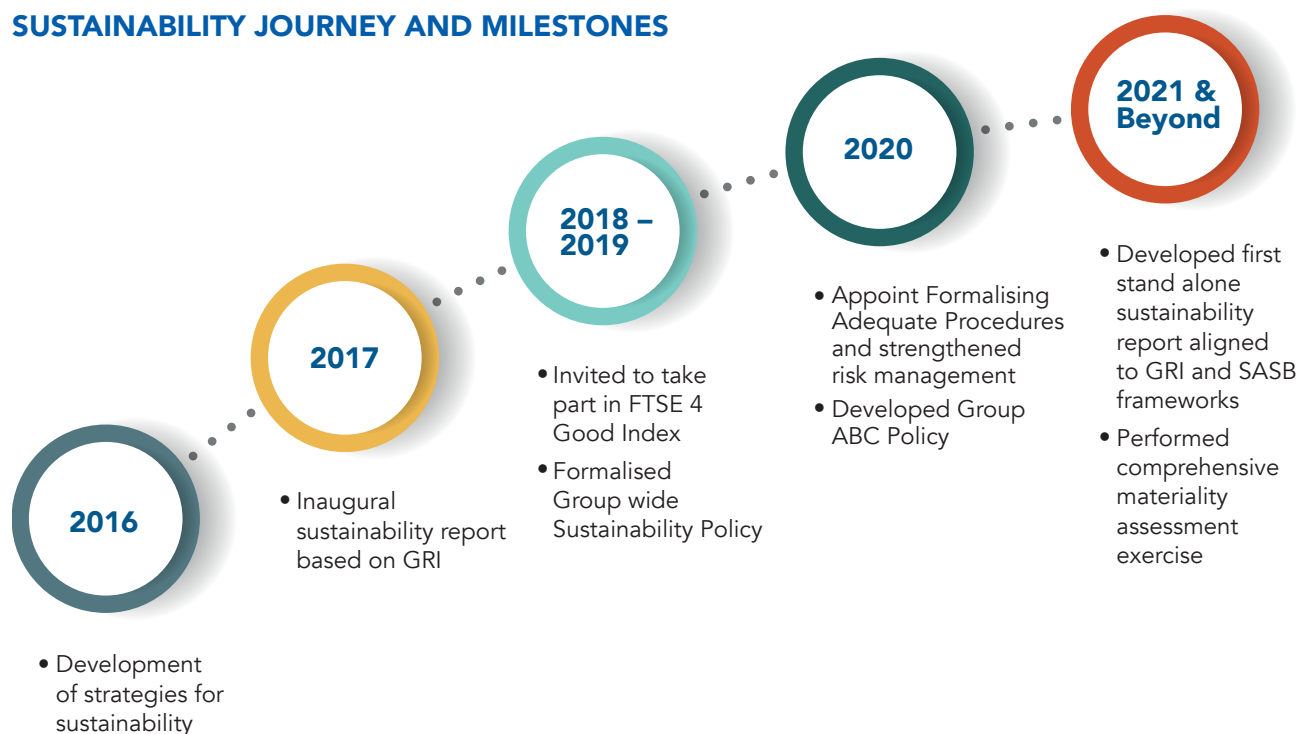 SUSTAINABILITY JOURNEY AND MILESTONES
2016
• Development
of strategies for
sustainability
2017
• Inaugural
sustainability report
based on GRI
2018 –
2019
• Invited to take
part in FTSE 4
Good Index
• Formalised
Group wide
Sustainability Policy
2020
• Appoint Formalising
Adequate Procedures
and strengthened
risk management
• Developed Group
ABC Policy
2021 &
Beyond
• Developed first
stand alone
sustainability
report aligned
to GRI and SASB
frameworks
• Performed
comprehensive
materiality
assessment
exercise